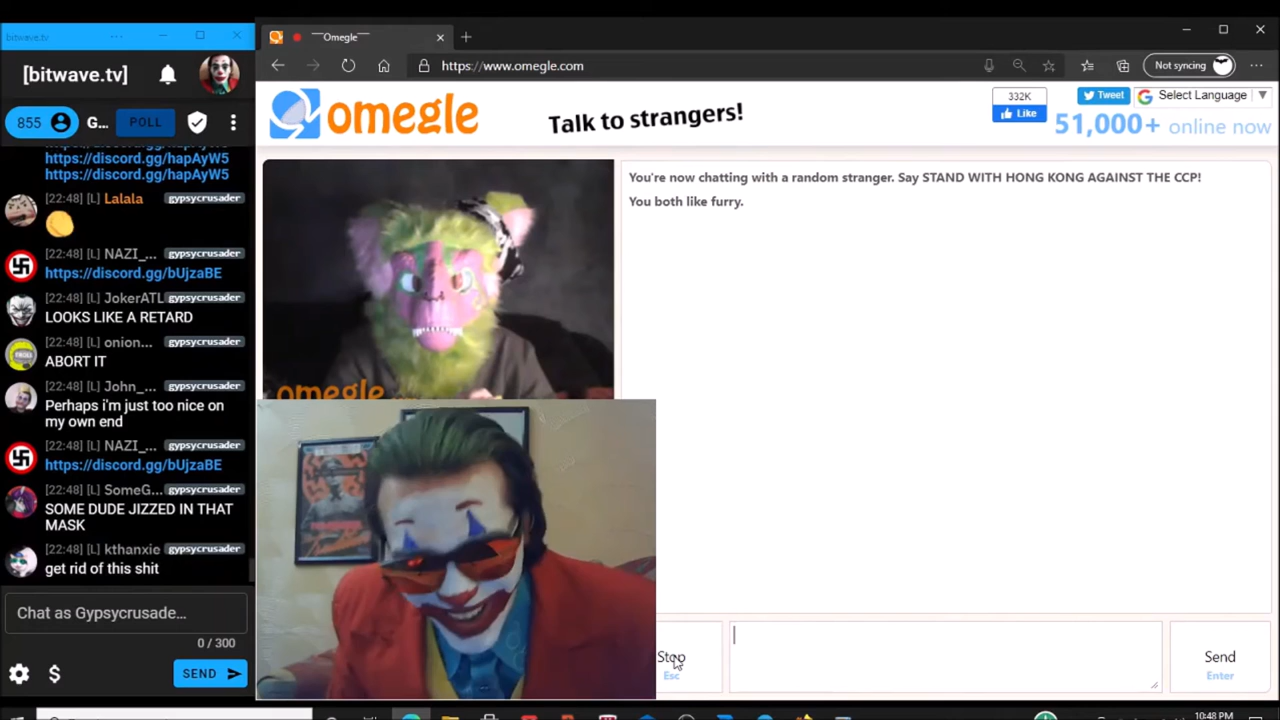 bitwave.tv
[bitwave.tv]
855
G...
POLL
https://discord.gg/hapAyW5
https://discord.gg/hapAyW5
[22:48] [L] Lalala gypsycrusader
[22:48] [L] NAZI_... gypsycrusader
https://discord.gg/bUjzaBE
[22:48] [L] JokerATL gypsycrusader
LOOKS LIKE A RETARD
[22:48] [L] onion... gypsycrusader
ABORT IT
[22:48] [L] John_... gypsycrusader
Perhaps i'm just too nice on
my own end
[22:48] [L] NAZI_... gypsycrusader
https://discord.gg/bUjzaBE
[22:48] [L] SomeG... gypsycrusader
SOME DUDE JIZZED IN THAT
MASK
[22:48] [L] kthanxie gypsycrusader
get rid of this shit
Chat as Gypsycrusade...
0 / 300
$
SEND
Omegle
https://www.omegle.com
Not syncing
omegle
Talk to strangers!
332K
Like
Tweet
Select Language
51,000+ online now
You're now chatting with a random stranger. Say STAND WITH HONG KONG AGAINST THE CCP!
You both like furry.
omegle
Stop
Esc
Send
Enter
10:48 PM